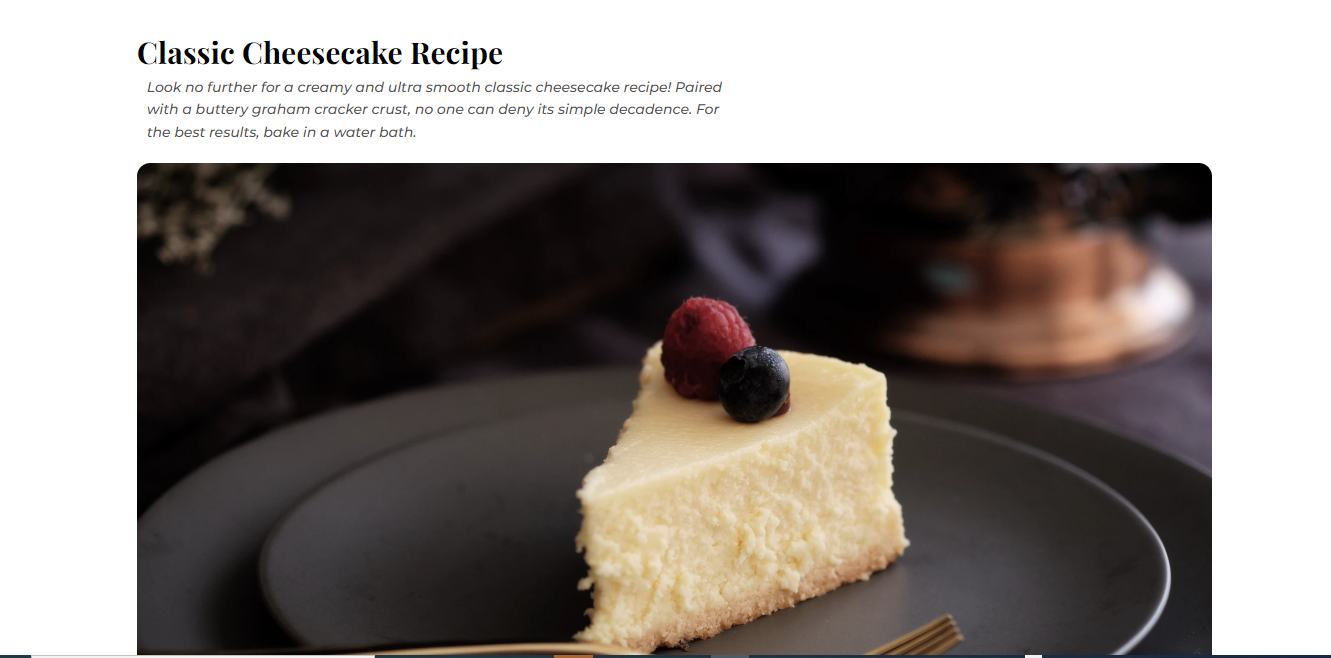 Classic Cheesecake Recipe
Look no further for a creamy and ultra smooth classic cheesecake recipe! Paired
with a buttery graham cracker crust, no one can deny its simple decadence. For
the best results, bake in a water bath.